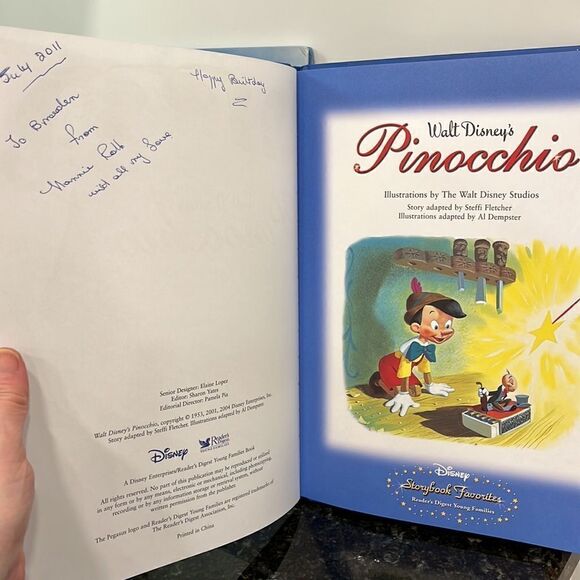 July 2011
Happy Birthday
To Braeden
from
Nannie
with all my love
Senior Designer: Elaine Lopez
Editor: Sharon Yates
Editorial Director: Pamela Pia
Walt Disney's Pinocchio, copyright © 1953, 2001, 2004 Disney Enterprises, Inc.
Story adapted by Steffi Fletcher. Illustrations adapted by Al Dempster.
Disney
Reader's Digest
Young Families
A Disney Enterprises/Reader's Digest Young Families Book
All rights reserved. No part of this publication may be reproduced or utilized
in any form or by any means, electronic or mechanical, including photocopying,
recording or by any information storage or retrieval system, without
written permission from the publisher.
The Pegasus logo and Reader's Digest Young Families are registered trademarks of
The Reader's Digest Association, Inc.
Printed in China
Walt Disney's
Pinocchio
Illustrations by The Walt Disney Studios
Story adapted by Steffi Fletcher
Illustrations adapted by Al Dempster
Disney
Storybook Favorites
Reader's Digest Young Families